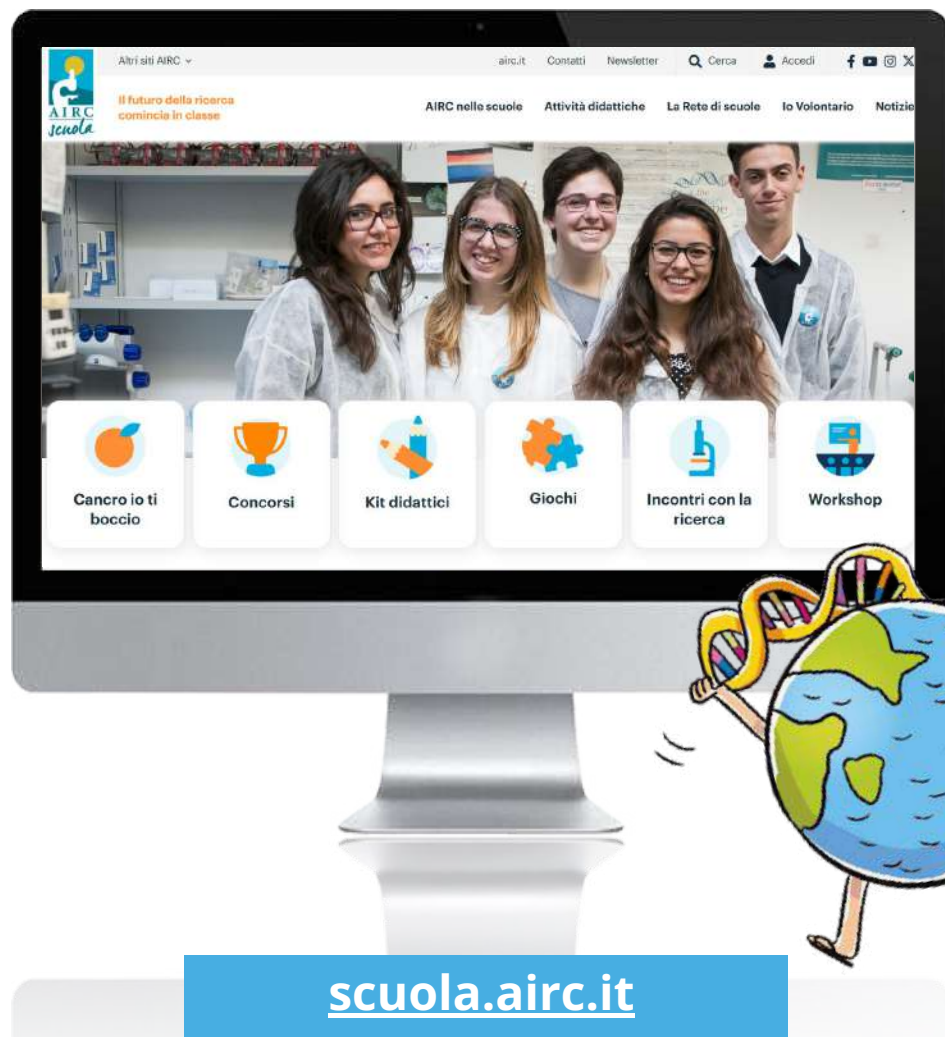 Altri siti AIRC
airc.it Contatti Newsletter Cerca Accedi
AIRC
scuola
Il futuro della ricerca
comincia in classe
AIRC nelle scuole Attività didattiche La Rete di scuole Io Volontario Notizie
Cancro io ti
boccio
Concorsi
Kit didattici
Giochi
Incontri con la
ricerca
Workshop
scuola.airc.it